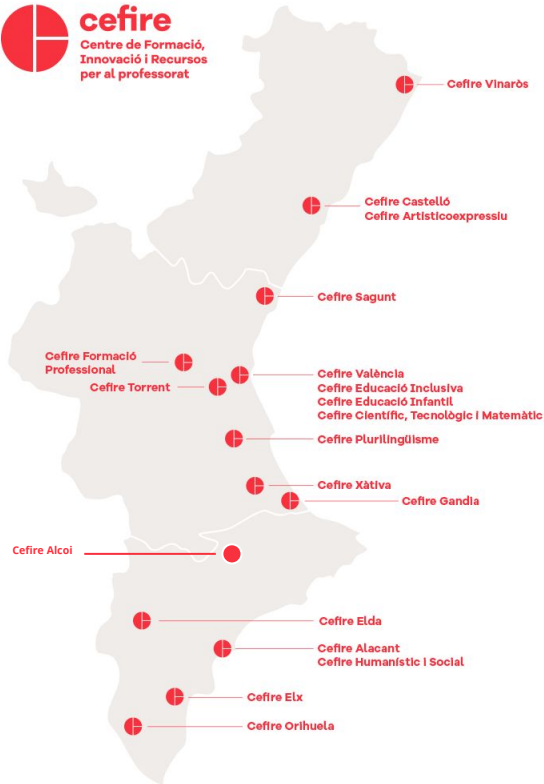 cefire
Centre de Formació,
Innovació i Recursos
per al professorat
Cefire Vinaròs
Cefire Castelló
Cefire Artisticoexpressiu
Cefire Sagunt
Cefire Formació
Professional
Cefire Torrent
Cefire València
Cefire Educació Inclusiva
Cefire Educació Infantil
Cefire Científic, Tecnològic i Matemàtic
Cefire Plurilingüisme
Cefire Xàtiva
Cefire Gandia
Cefire Alcoi
Cefire Elda
Cefire Alacant
Cefire Humanístic i Social
Cefire Elx
Cefire Orihuela